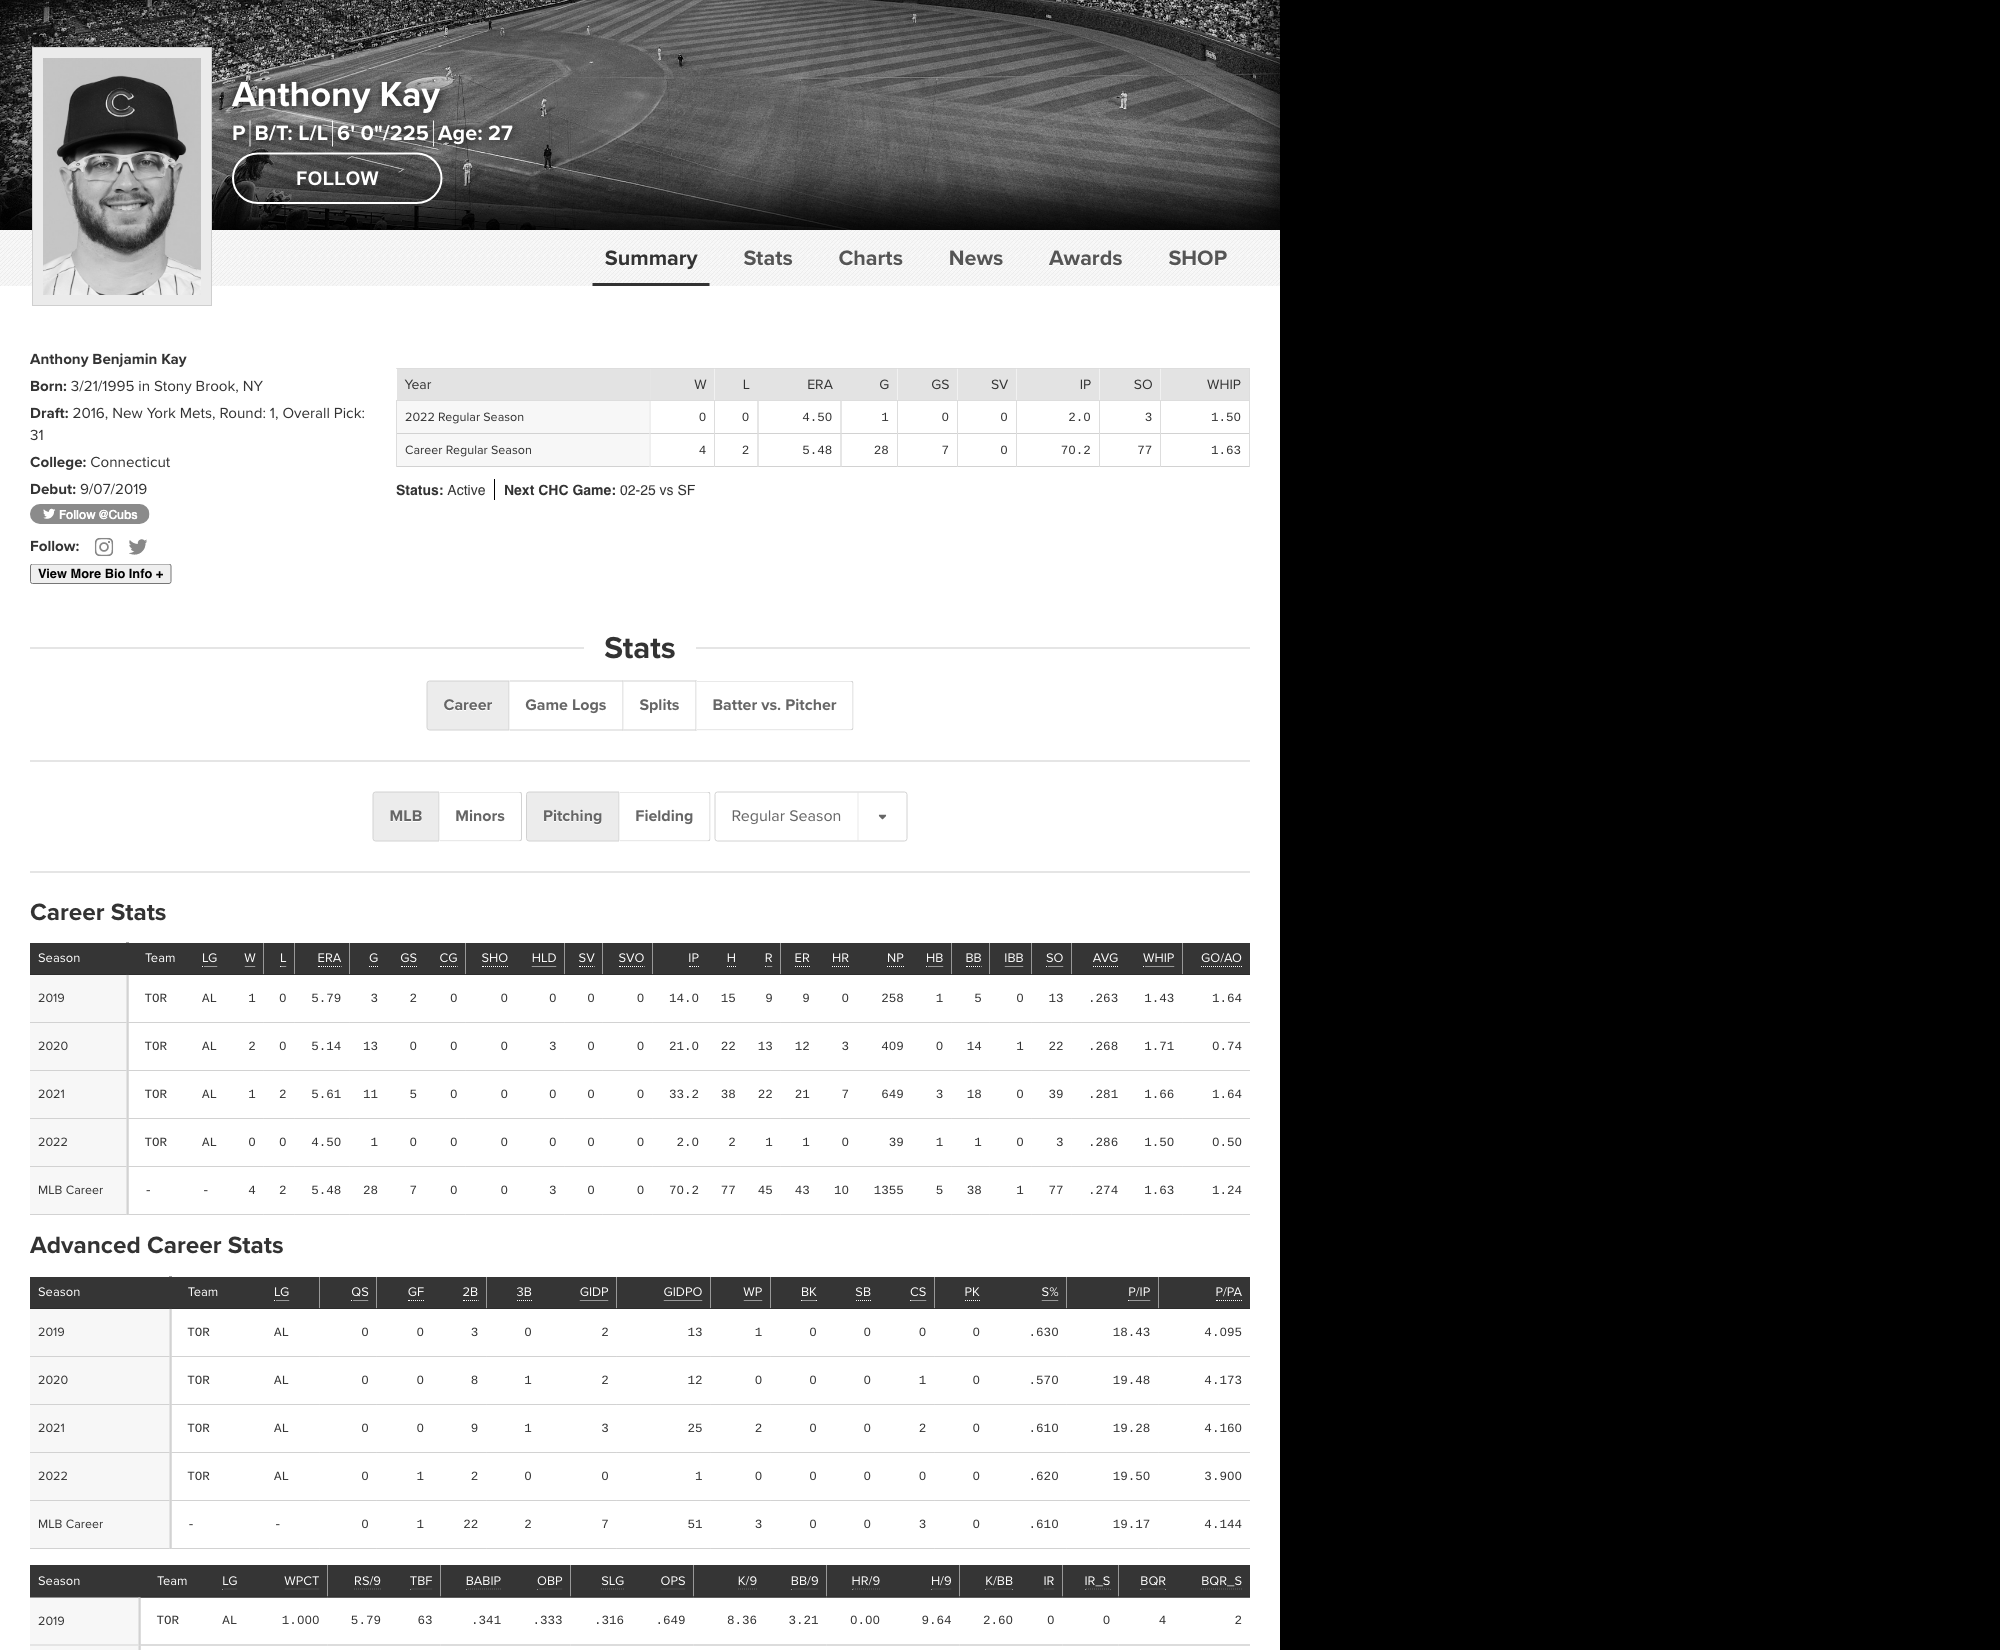 Anthony Kay
P B/T: L/L 6' 0"/225 Age: 27
FOLLOW
Summary Stats Charts News Awards SHOP
Anthony Benjamin Kay
Born: 3/21/1995 in Stony Brook, NY
Draft: 2016, New York Mets, Round: 1, Overall Pick:
31
College: Connecticut
Debut: 9/07/2019
Follow @Cubs
Follow:
View More Bio Info +
Year W L ERA G GS SV IP SO WHIP
2022 Regular Season 0 0 4.50 1 0 0 2.0 3 1.50
Career Regular Season 4 2 5.48 28 7 0 70.2 77 1.63
Status: Active Next CHC Game: 02-25 vs SF
Stats
Career Game Logs Splits Batter vs. Pitcher
MLB Minors Pitching Fielding Regular Season
Career Stats
Season Team LG W L ERA G GS CG SHO HLD SV SVO IP H R ER HR NP HB BB IBB SO AVG WHIP GO/AO
2019 TOR AL 1 0 5.79 3 2 0 0 0 0 0 14.0 15 9 9 0 258 1 5 0 13 .263 1.43 1.64
2020 TOR AL 2 0 5.14 13 0 0 0 3 0 0 21.0 22 13 12 3 409 0 14 1 22 .268 1.71 0.74
2021 TOR AL 1 2 5.61 11 5 0 0 0 0 0 33.2 38 22 21 7 649 3 18 0 39 .281 1.66 1.64
2022 TOR AL 0 0 4.50 1 0 0 0 0 0 0 2.0 2 1 1 0 39 1 1 0 3 .286 1.50 0.50
MLB Career - - 4 2 5.48 28 7 0 0 3 0 0 70.2 77 45 43 10 1355 5 38 1 77 .274 1.63 1.24
Advanced Career Stats
Season Team LG QS GF 2B 3B GIDP GIDPO WP BK SB CS PK S% P/IP P/PA
2019 TOR AL 0 0 3 0 2 13 1 0 0 0 0 .630 18.43 4.095
2020 TOR AL 0 0 8 1 2 12 0 0 0 1 0 .570 19.48 4.173
2021 TOR AL 0 0 9 1 3 25 2 0 0 2 0 .610 19.28 4.160
2022 TOR AL 0 1 2 0 0 1 0 0 0 0 0 .620 19.50 3.900
MLB Career - - 0 1 22 2 7 51 3 0 0 3 0 .610 19.17 4.144
Season Team LG WPCT RS/9 TBF BABIP OBP SLG OPS K/9 BB/9 HR/9 H/9 K/BB IR IR_S BQR BQR_S
2019 TOR AL 1.000 5.79 63 .341 .333 .316 .649 8.36 3.21 0.00 9.64 2.60 0 0 4 2